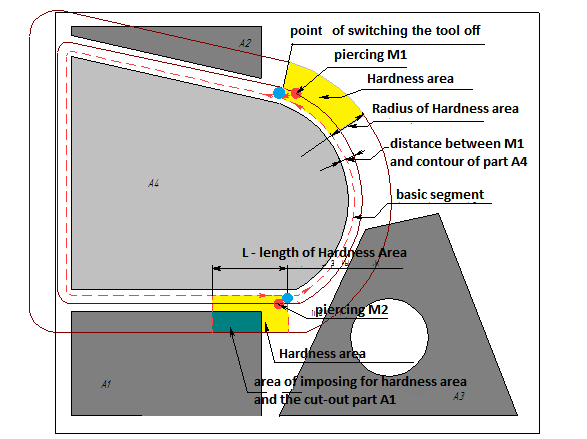 point of switching the tool off
A2
piercing M1
Hardness area
Radius of Hardness area
distance between M1
and contour of part A4
A4
basic segment
L - length of Hardness Area
piercing M2
Hardness area
area of imposing for hardness area
and the cut-out part A1
A1
A3